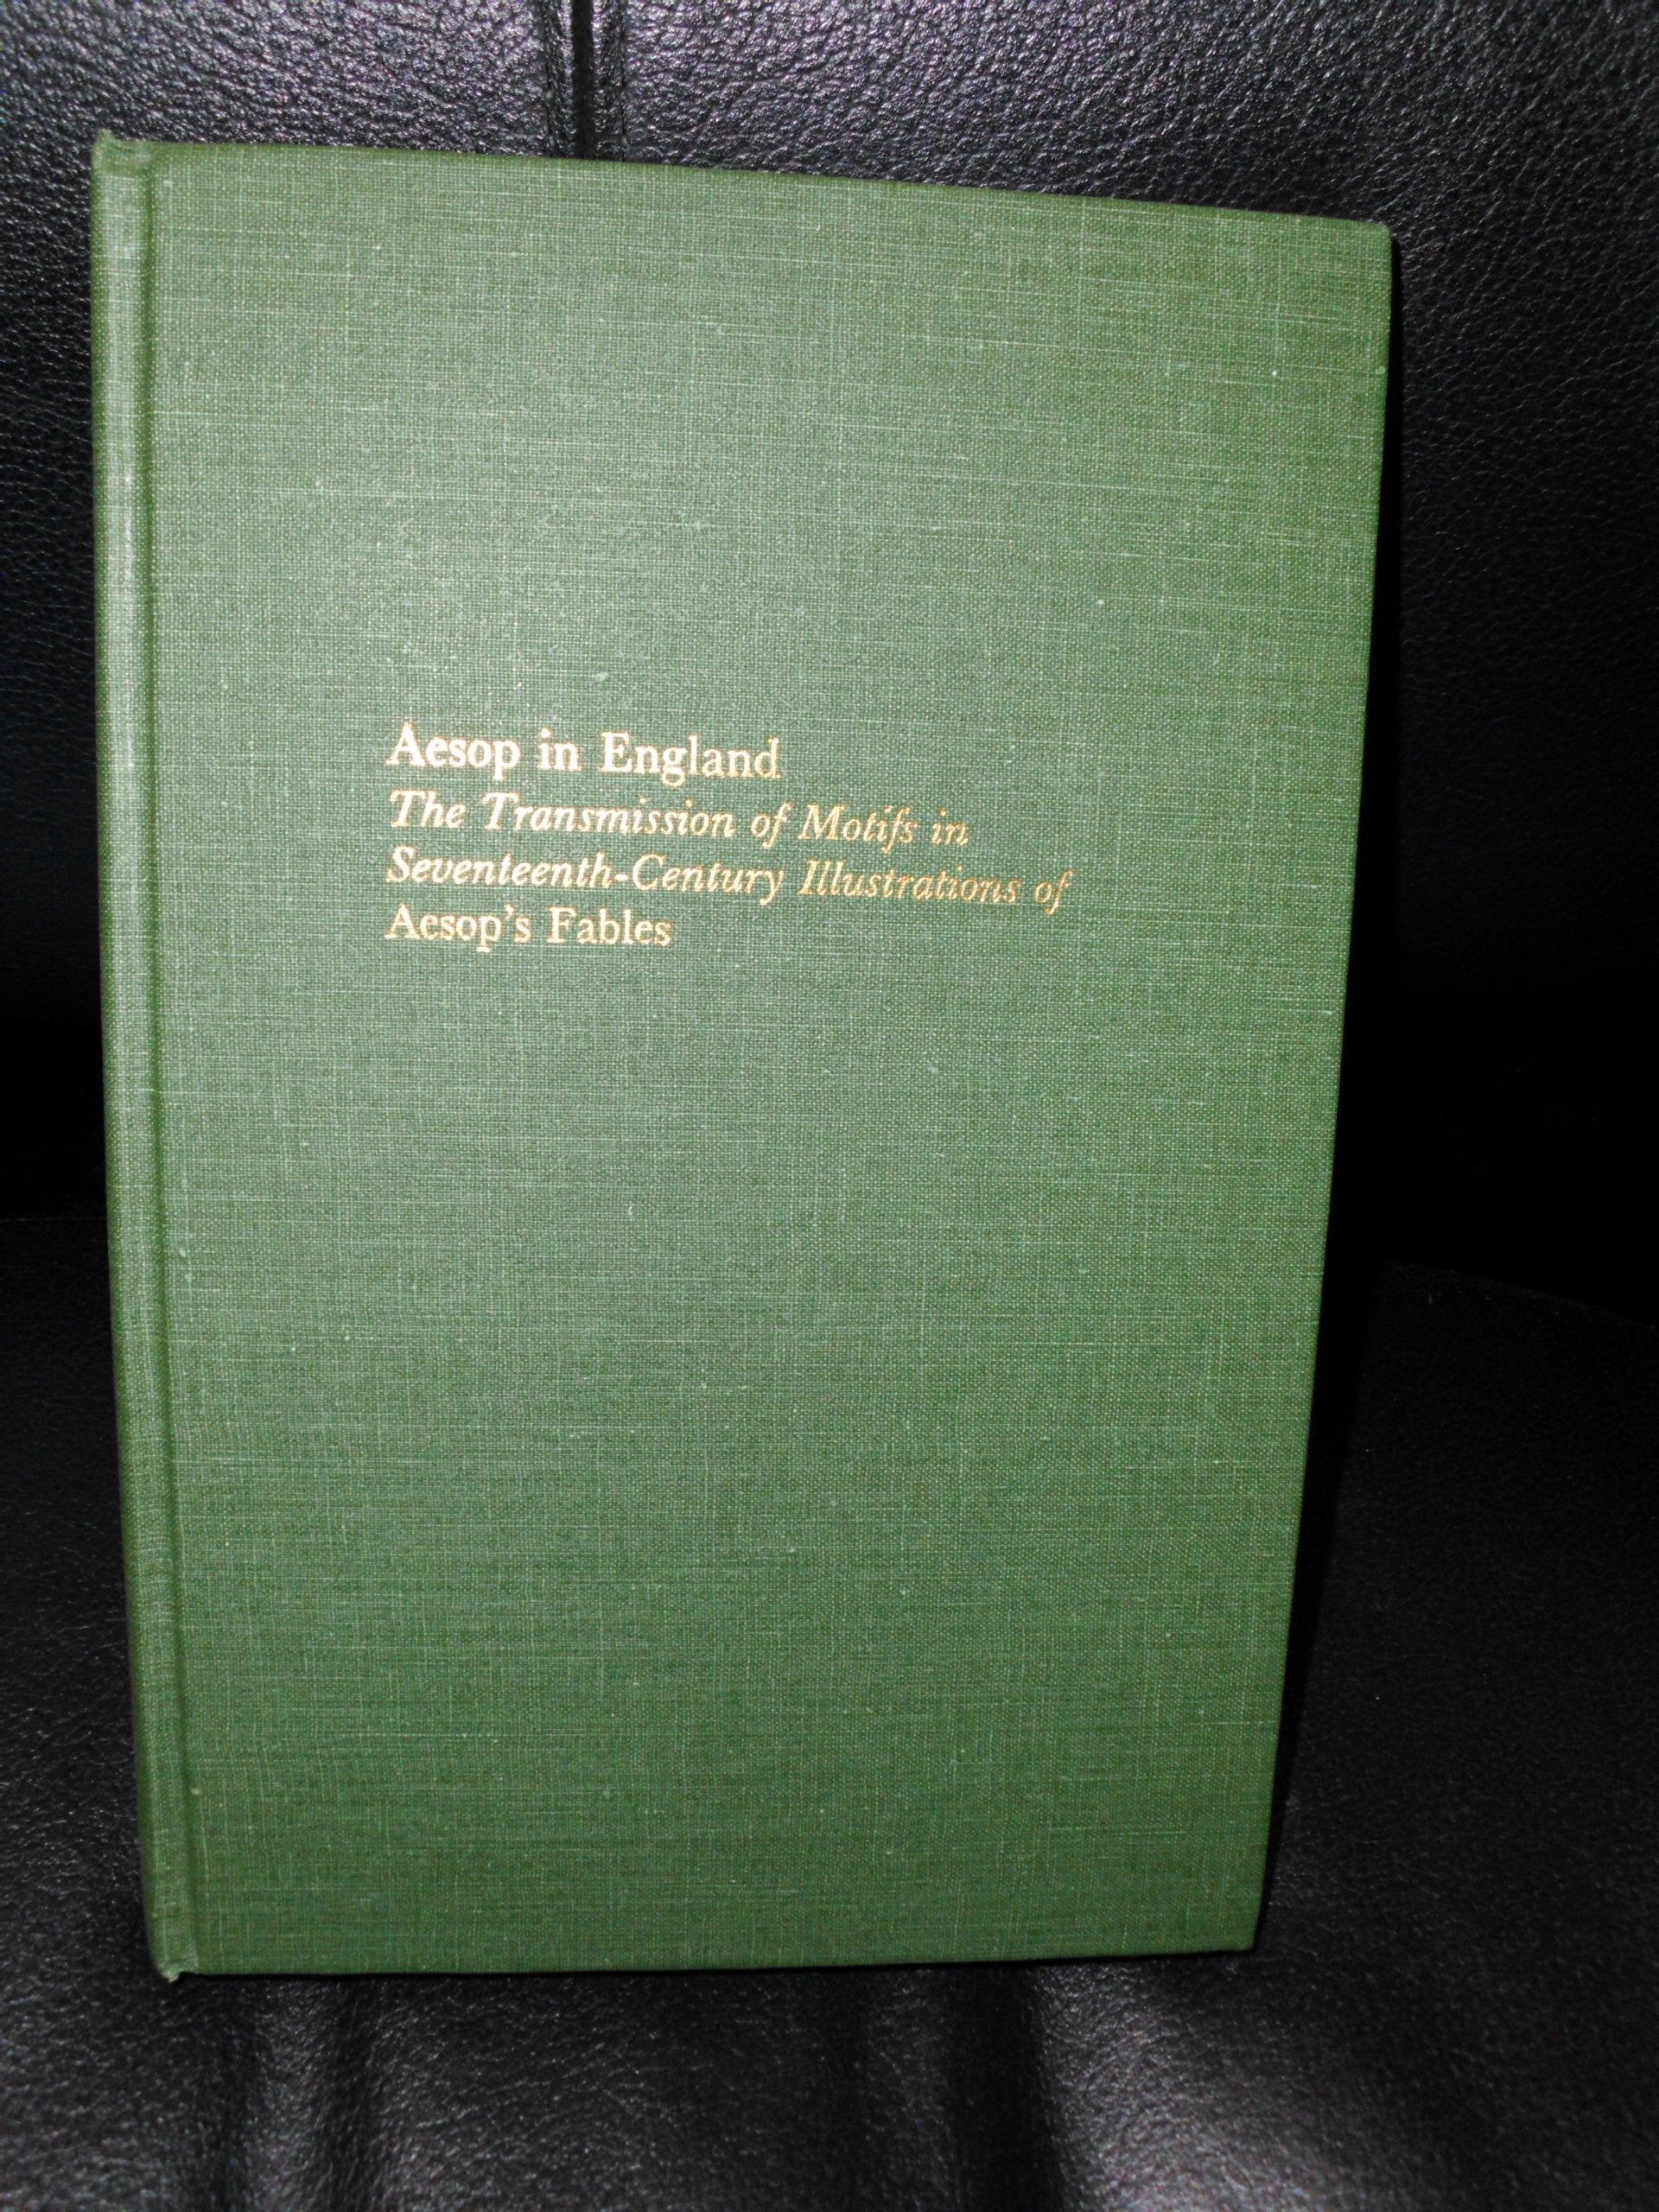 Aesop in England
The Transmission of Motifs in
Seventeenth-Century Illustrations of
Aesop's Fables